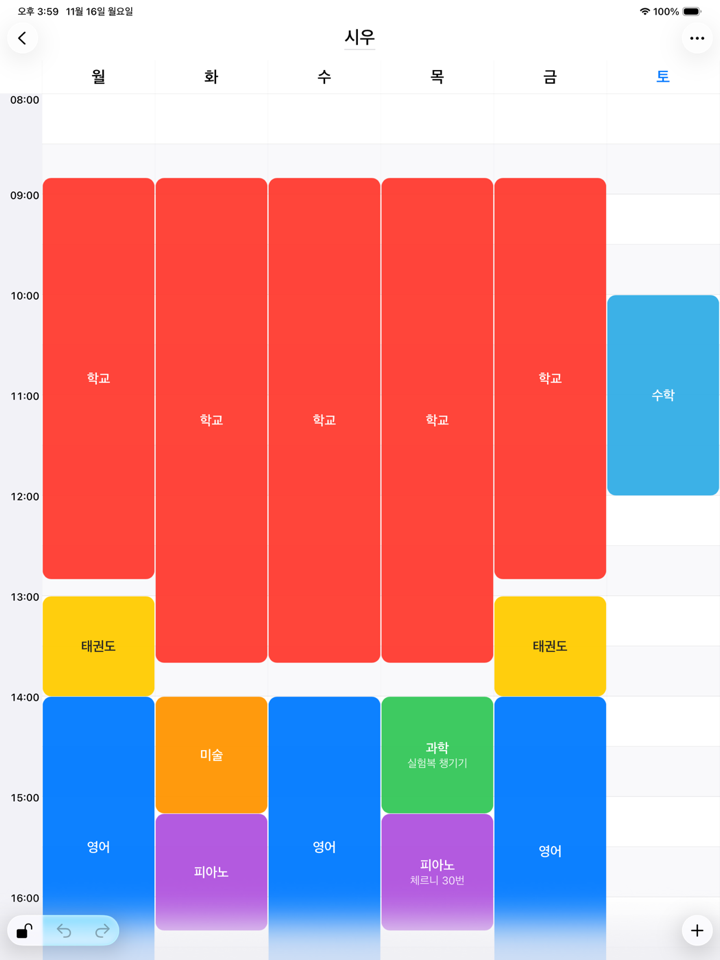 오후 3:59 11월 16일 월요일 100%
시우
월 화 수 목 금 토
08:00
09:00
10:00
학교 학교
11:00 수학
학교 학교 학교
12:00
13:00
태권도 태권도
14:00
과학
미술 실험복 챙기기
15:00
영어 영어 영어
피아노
피아노 체르니 30번
16:00